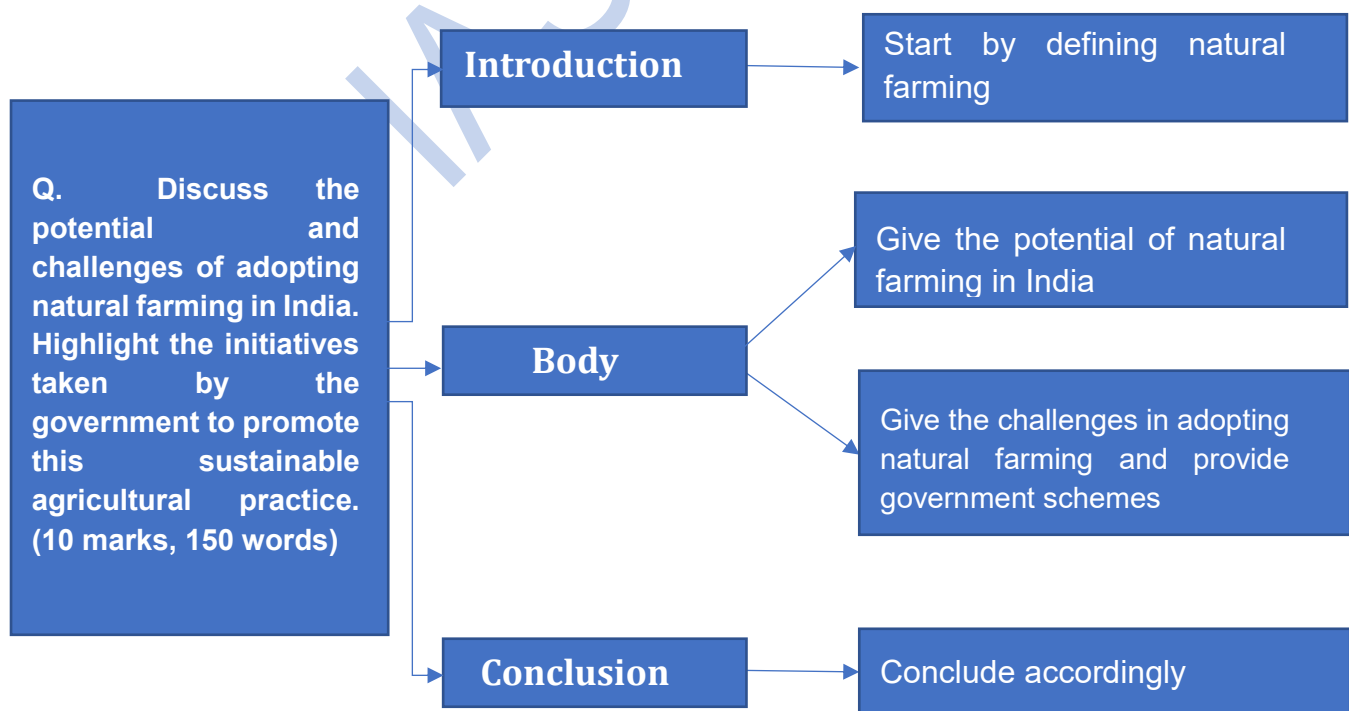 Q. Discuss the
potential and
challenges of adopting
natural farming in India.
Highlight the initiatives
taken by the
government to promote
this sustainable
agricultural practice.
(10 marks, 150 words)
Introduction
Start by defining natural
farming
Body
Give the potential of natural
farming in India
Give the challenges in adopting
natural farming and provide
government schemes
Conclusion
Conclude accordingly